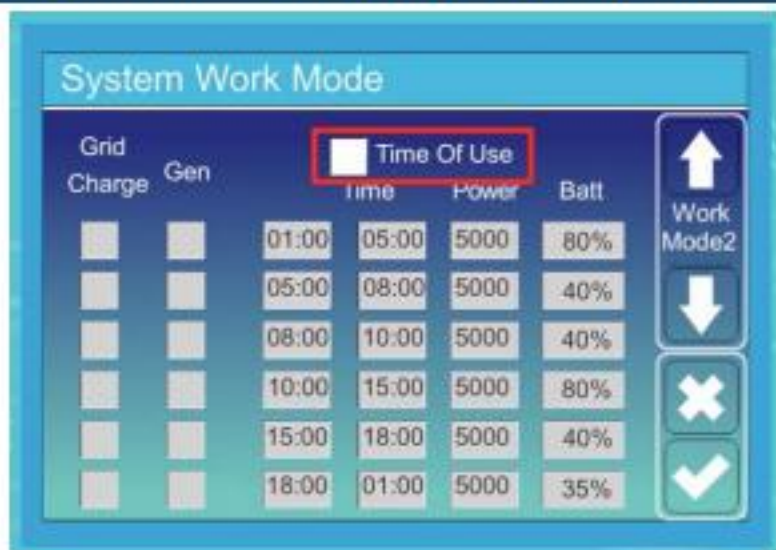 System Work Mode
Grid Charge
Gen
Time Of Use
Time Power Batt
01:00 05:00 5000 80%
05:00 08:00 5000 40%
08:00 10:00 5000 40%
10:00 15:00 5000 80%
15:00 18:00 5000 40%
18:00 01:00 5000 35%
Work
Mode2